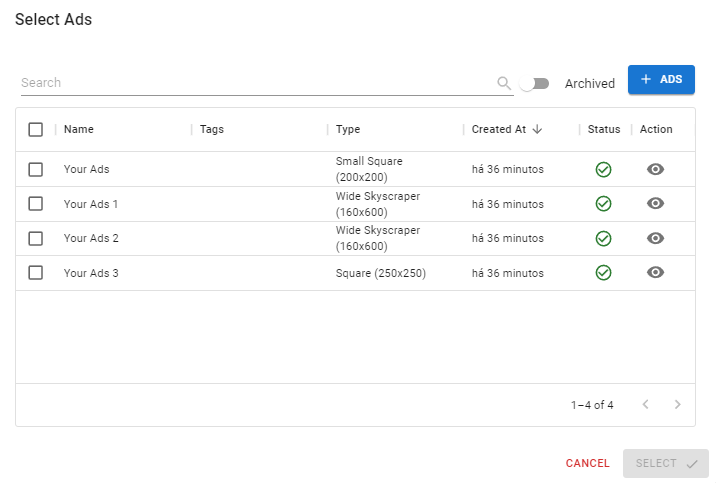 Select Ads
Search
Archived
ADS
Name Tags Type Created At Status Action
Your Ads Small Square (200x200) há 36 minutos
Your Ads 1 Wide Skyscraper (160x600) há 36 minutos
Your Ads 2 Wide Skyscraper (160x600) há 36 minutos
Your Ads 3 Square (250x250) há 36 minutos
1–4 of 4
CANCEL SELECT